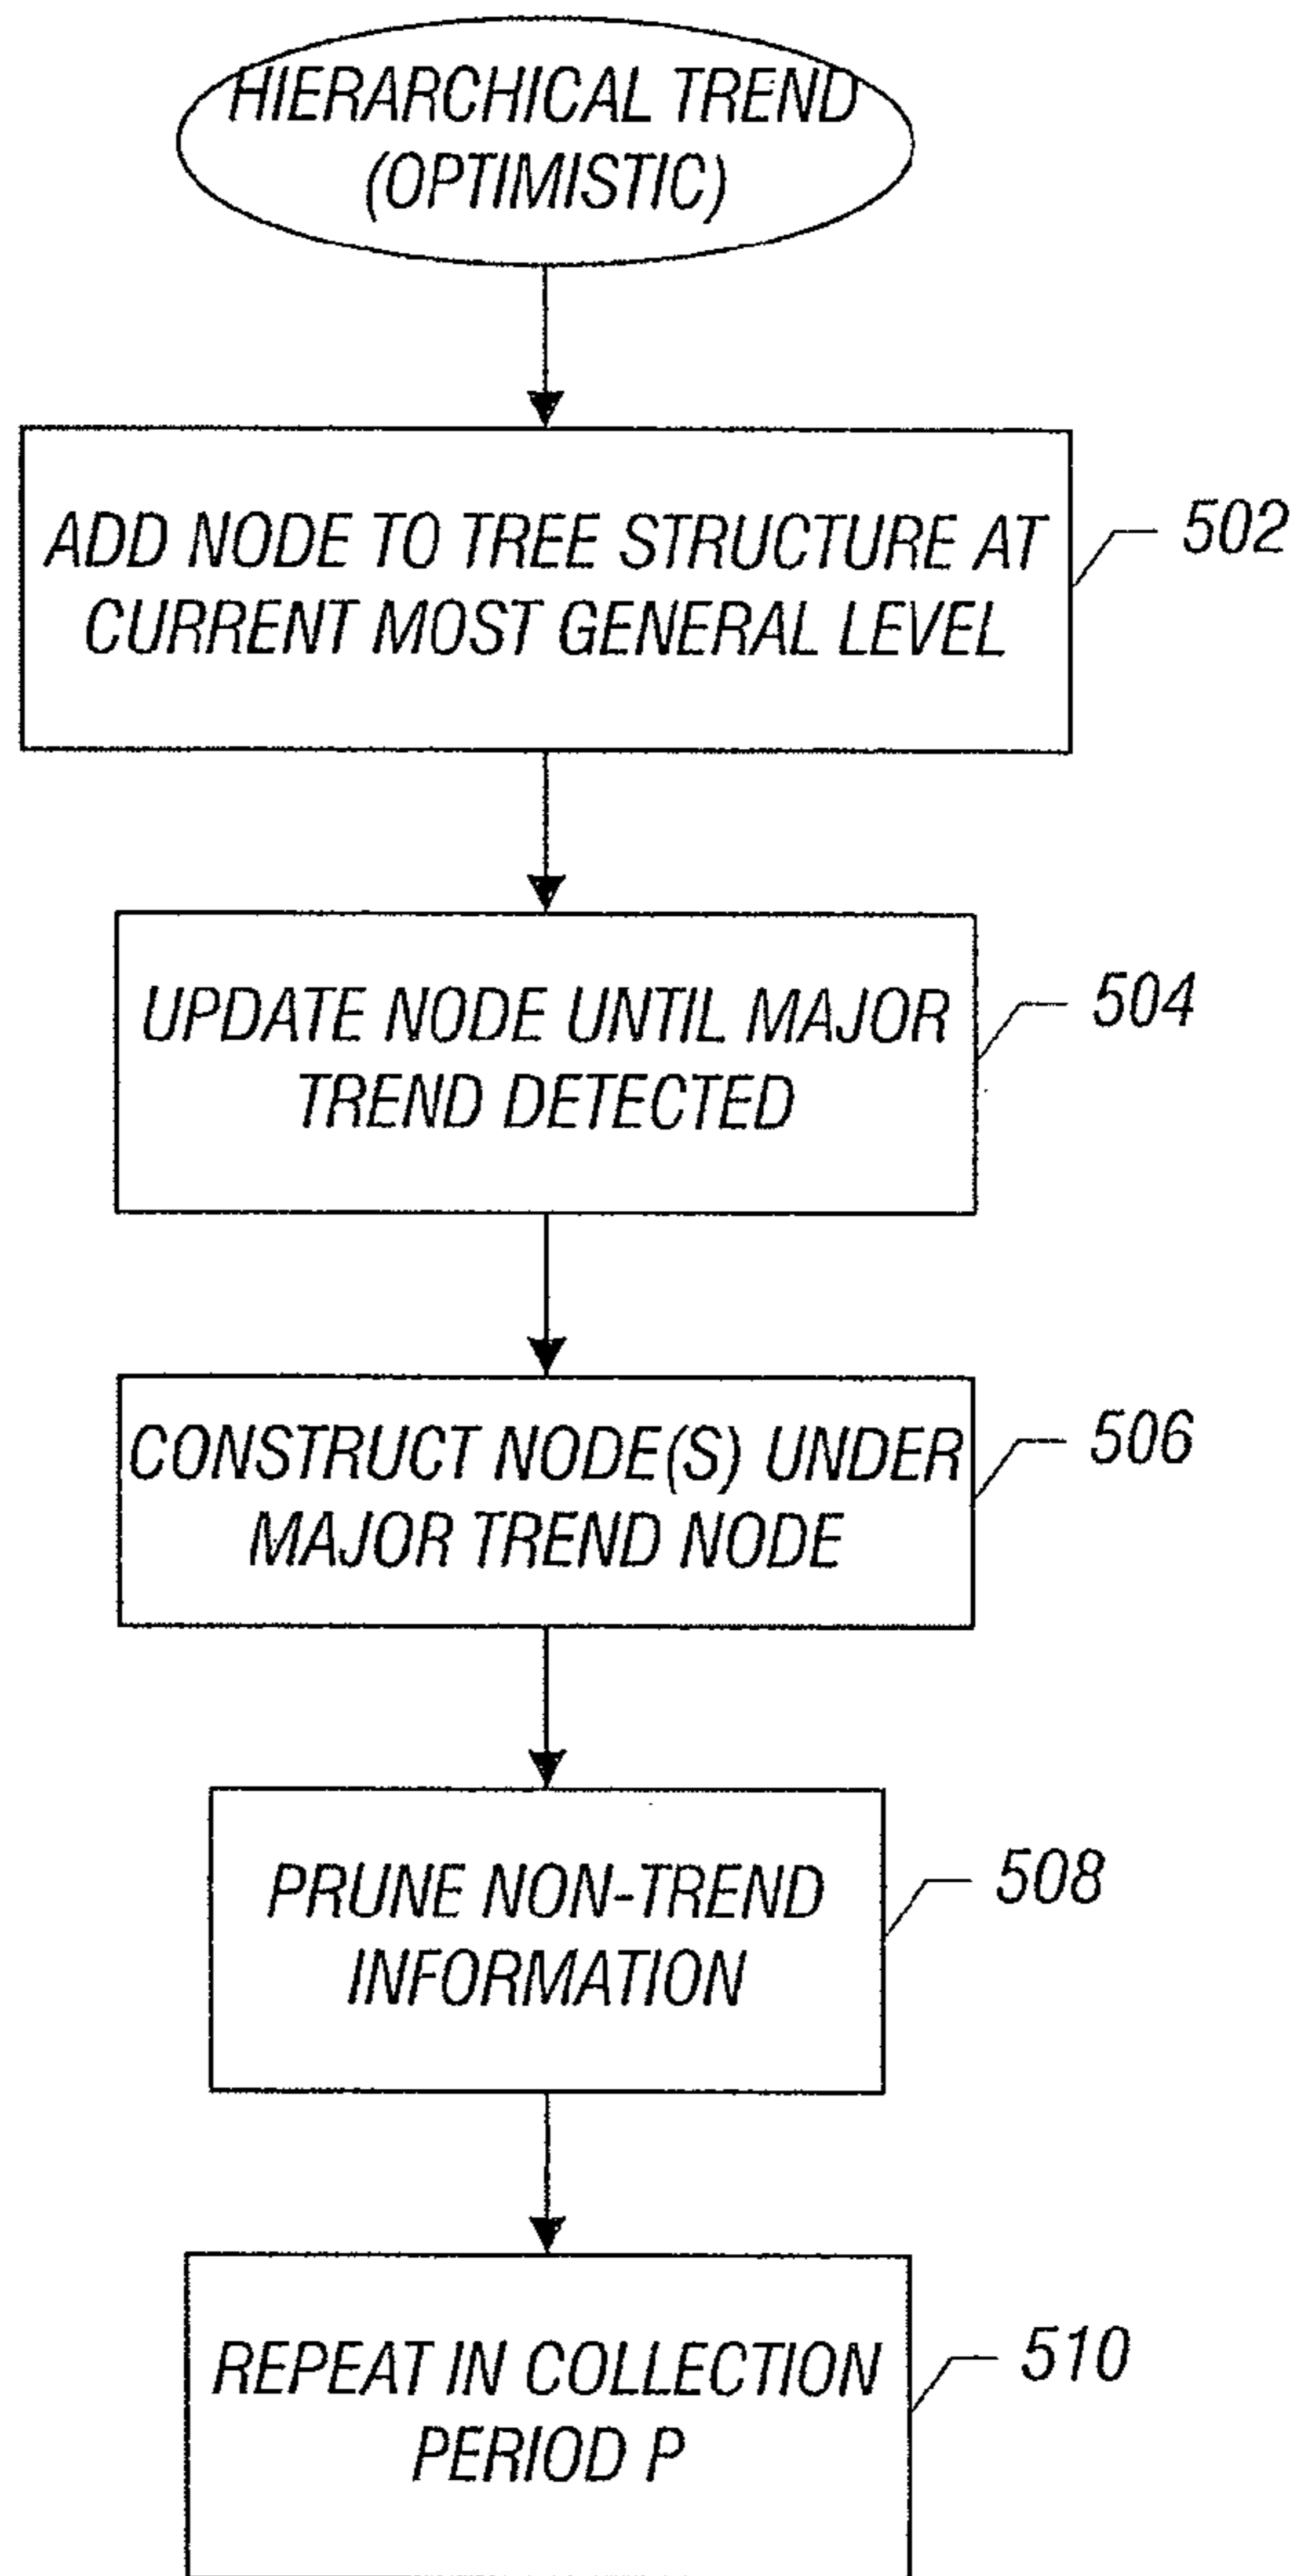 HIERARCHICAL TREND
(OPTIMISTIC)
ADD NODE TO TREE STRUCTURE AT
CURRENT MOST GENERAL LEVEL
502
UPDATE NODE UNTIL MAJOR
TREND DETECTED
504
CONSTRUCT NODE(S) UNDER
MAJOR TREND NODE
506
PRUNE NON-TREND
INFORMATION
508
REPEAT IN COLLECTION
PERIOD P
510